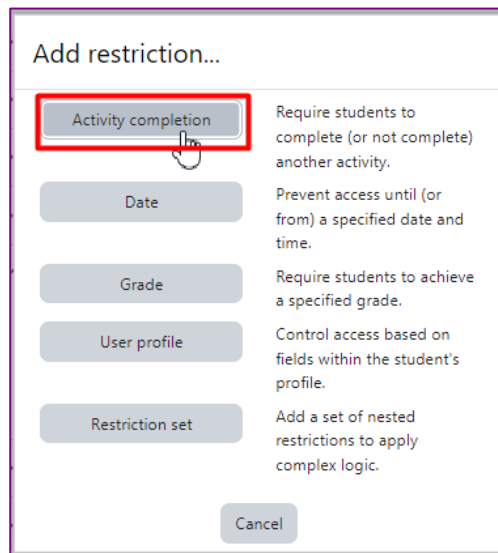 Add restriction...
Activity completion
Require students to
complete (or not complete)
another activity.
Date
Prevent access until (or
from) a specified date and
time.
Grade
Require students to achieve
a specified grade.
User profile
Control access based on
fields within the student's
profile.
Restriction set
Add a set of nested
restrictions to apply
complex logic.
Cancel